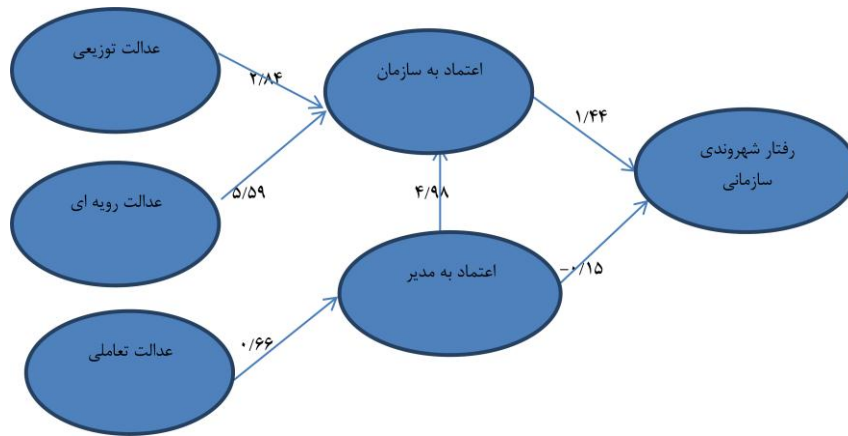 عدالت توزیعی
اعتماد به سازمان
۲/۸۴
۱/۴۴
رفتار شهروندی
سازمانی
عدالت رویه ای
۵/۵۹
۴/۹۸
اعتماد به مدیر
-۰/۱۵
عدالت تعاملی
۰/۶۶